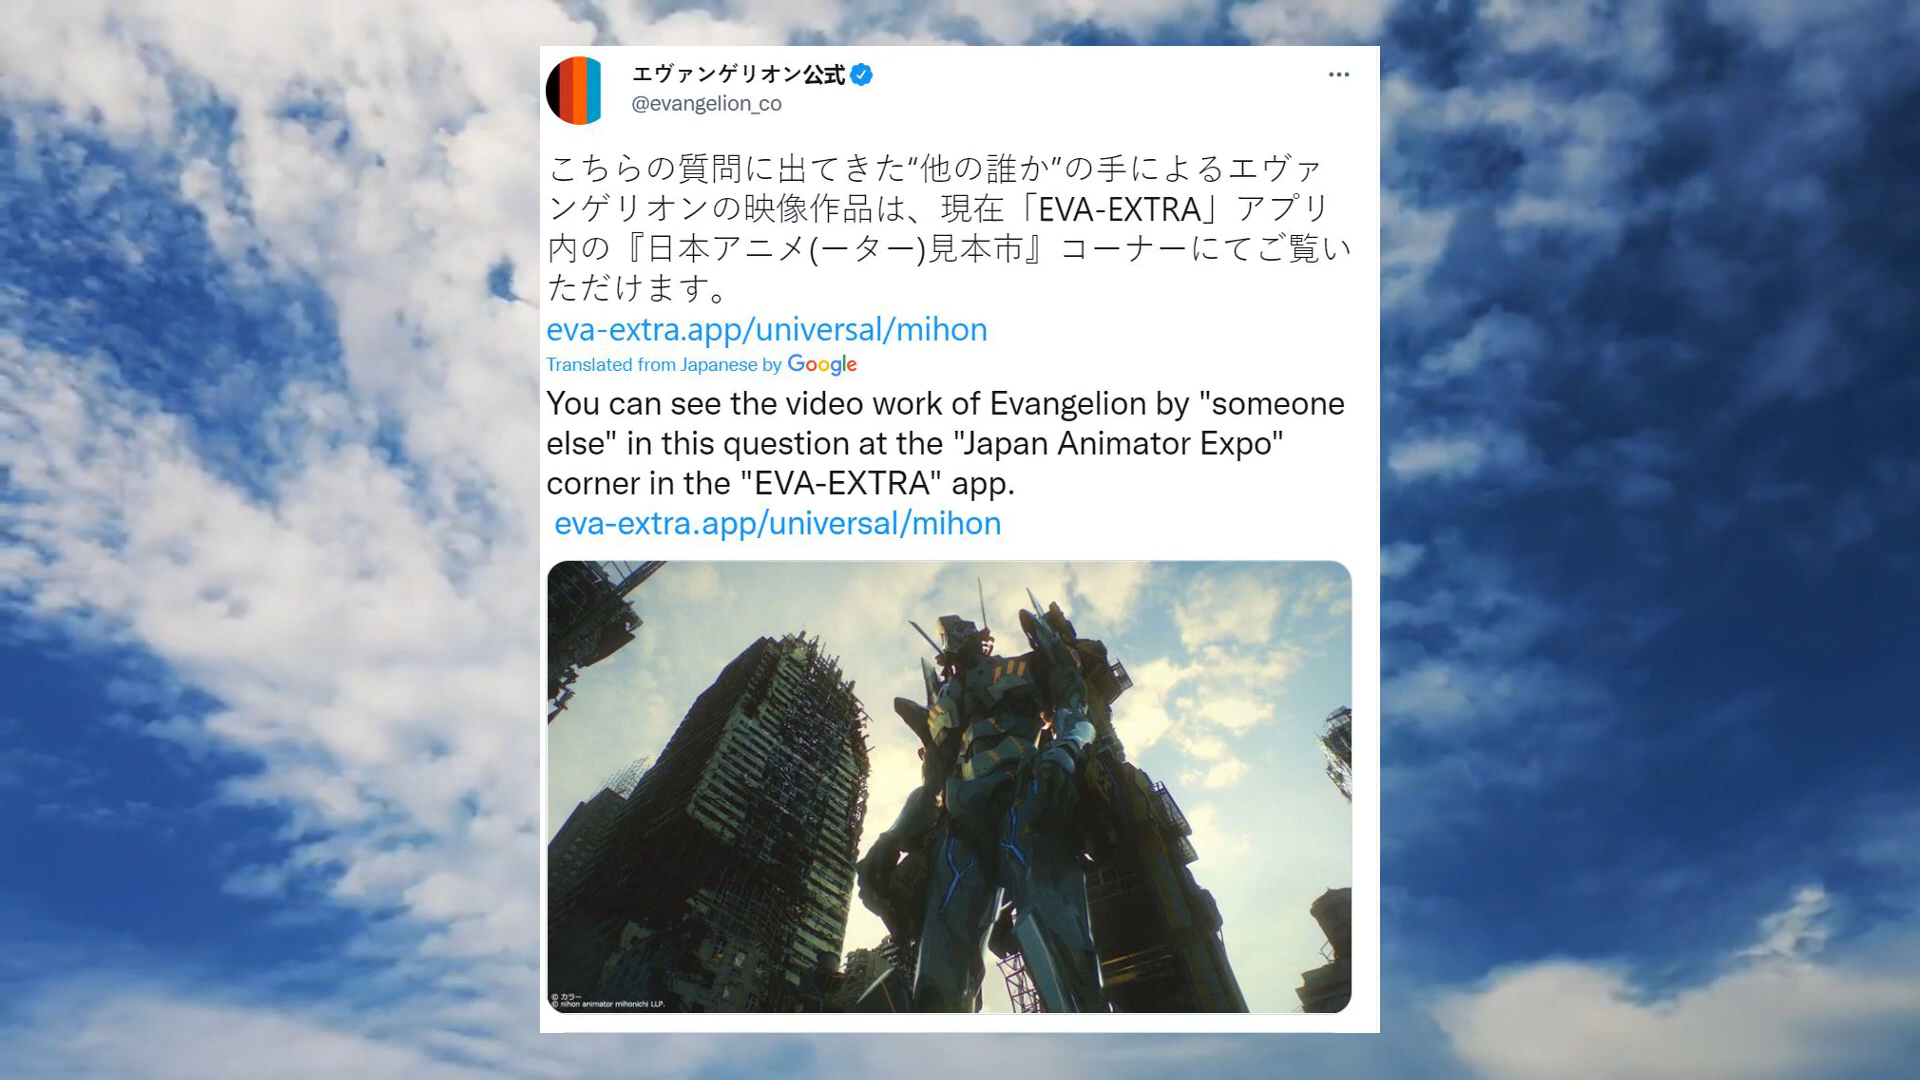 エヴァンゲリオン公式
@evangelion_co
こちらの質問に出てきた“他の誰か”の手によるエヴァ
ンゲリオンの映像作品は、現在「EVA-EXTRA」アプリ
内の『日本アニメ(ーター)見本市』コーナーにてご覧い
ただけます。
eva-extra.app/universal/mihon
Translated from Japanese by Google
You can see the video work of Evangelion by "someone
else" in this question at the "Japan Animator Expo"
corner in the "EVA-EXTRA" app.
eva-extra.app/universal/mihon
© カラー
© nihon animator mihonichi LLP.